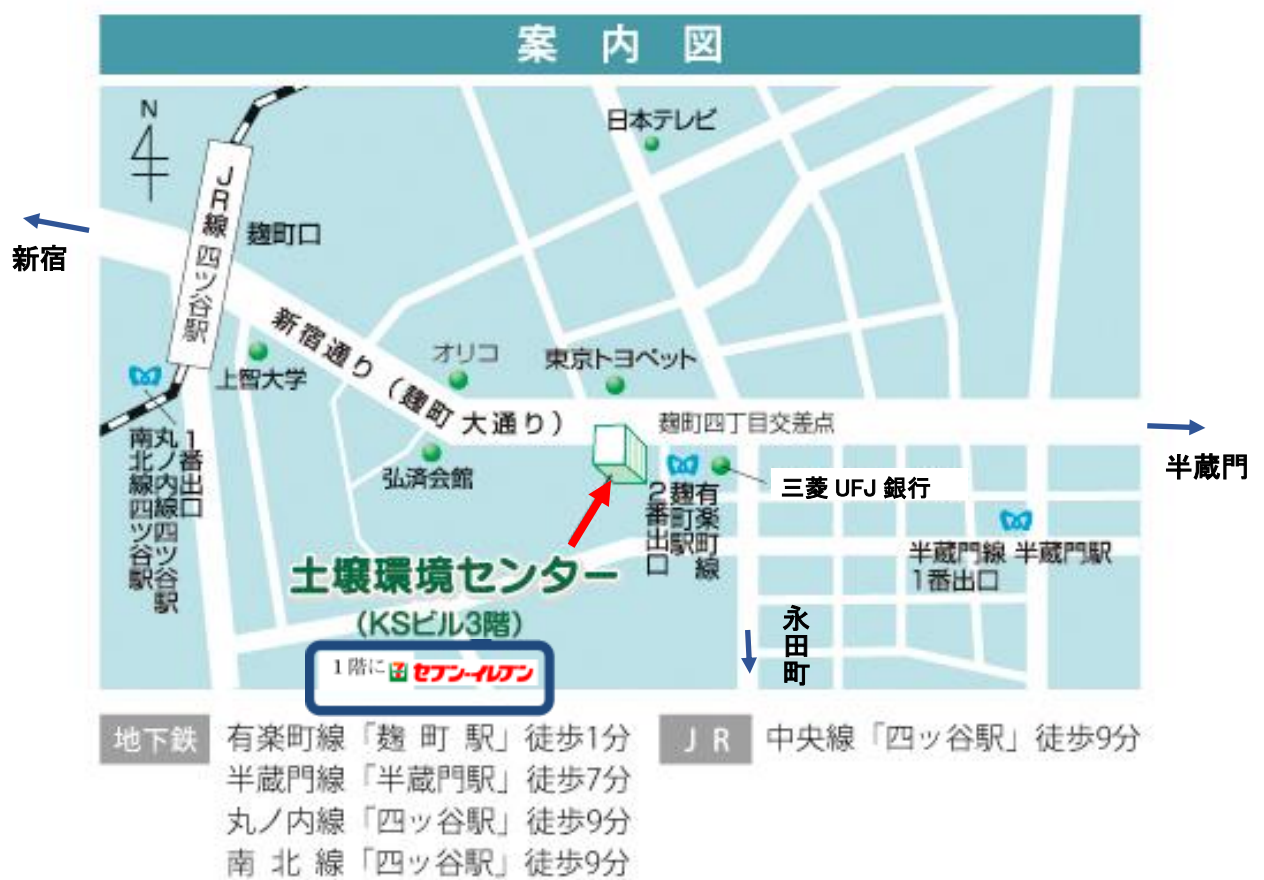 案内図
N
日本テレビ
JR線 四ツ谷駅
麹町口
新宿
新宿通り(麹町大通り)
オリコ
東京トヨペット
上智大学
麹町四丁目交差点
半蔵門
弘済会館
三菱UFJ銀行
1番出口
丸ノ内線四ツ谷駅
南北線四ツ谷駅
有楽町線
麹町駅
2番出口
半蔵門線 半蔵門駅
1番出口
土壌環境センター
(KSビル3階)
永田町
1階に セブン-イレブン
地下鉄 有楽町線「麹町駅」徒歩1分
半蔵門線「半蔵門駅」徒歩7分
丸ノ内線「四ッ谷駅」徒歩9分
南北線「四ッ谷駅」徒歩9分
JR 中央線「四ッ谷駅」徒歩9分